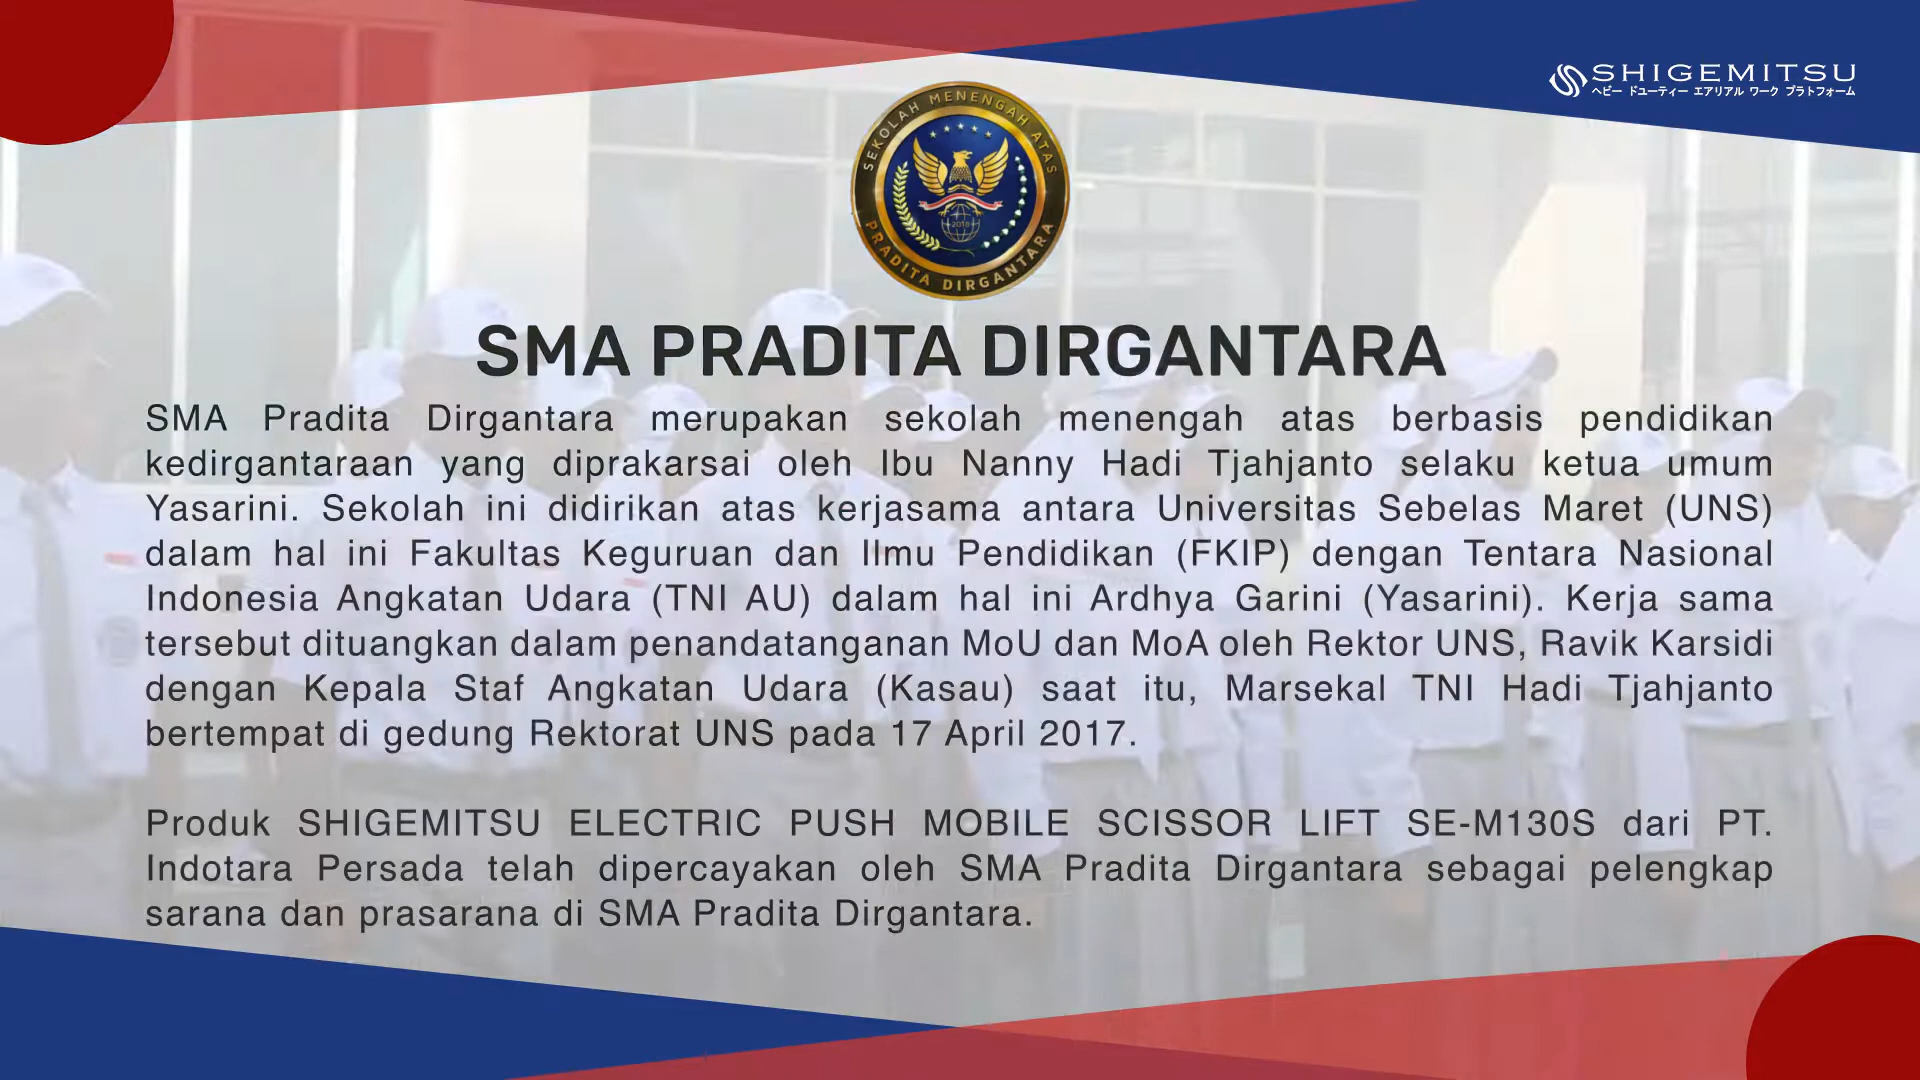 SHIGEMITSU
ヘビー デューティー エアリアル ワーク プラットフォーム
SEKOLAH MENENGAH ATAS
2018
PRADITA DIRGANTARA
SMA PRADITA DIRGANTARA
SMA Pradita Dirgantara merupakan sekolah menengah atas berbasis pendidikan
kedirgantaraan yang diprakarsai oleh Ibu Nanny Hadi Tjahjanto selaku ketua umum
Yasarini. Sekolah ini didirikan atas kerjasama antara Universitas Sebelas Maret (UNS)
dalam hal ini Fakultas Keguruan dan Ilmu Pendidikan (FKIP) dengan Tentara Nasional
Indonesia Angkatan Udara (TNI AU) dalam hal ini Ardhya Garini (Yasarini). Kerja sama
tersebut dituangkan dalam penandatanganan MoU dan MoA oleh Rektor UNS, Ravik Karsidi
dengan Kepala Staf Angkatan Udara (Kasau) saat itu, Marsekal TNI Hadi Tjahjanto
bertempat di gedung Rektorat UNS pada 17 April 2017.
Produk SHIGEMITSU ELECTRIC PUSH MOBILE SCISSOR LIFT SE-M130S dari PT.
Indotara Persada telah dipercayakan oleh SMA Pradita Dirgantara sebagai pelengkap
sarana dan prasarana di SMA Pradita Dirgantara.